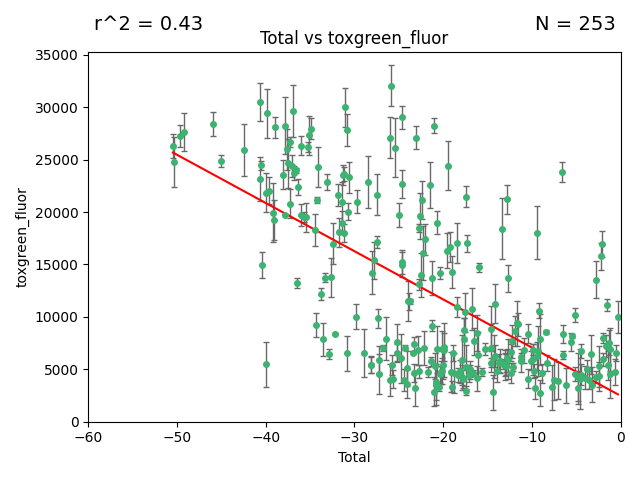 r^2 = 0.43 N = 253
Total vs toxgreen_fluor
35000
30000
25000
20000
15000
10000
5000
0
toxgreen_fluor
−60 −50 −40 −30 −20 −10 0
Total